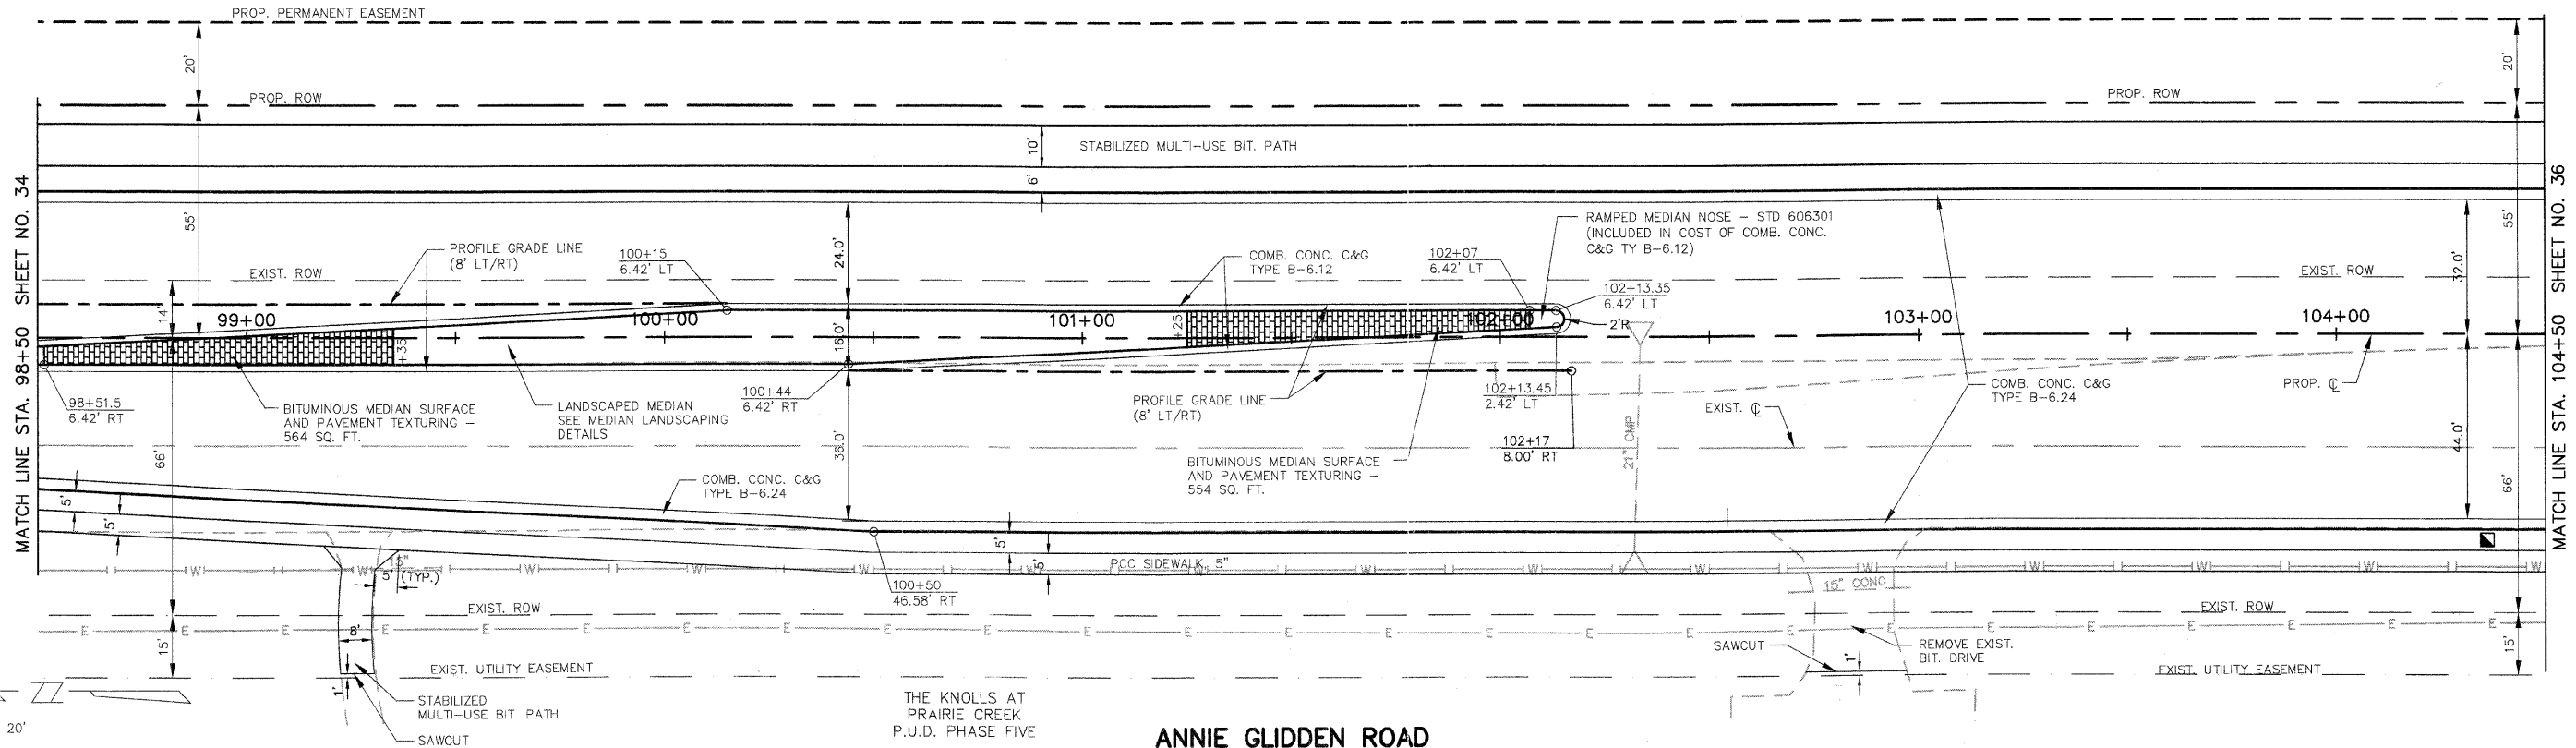 PROP. PERMANENT EASEMENT
20'
20'
PROP. ROW
PROP. ROW
10'
STABILIZED MULTI-USE BIT. PATH
6'
MATCH LINE STA. 98+50 SHEET NO. 34
MATCH LINE STA. 104+50 SHEET NO. 36
55'
55'
24.0'
32.0'
RAMPED MEDIAN NOSE - STD 606301
(INCLUDED IN COST OF COMB. CONC.
C&G TY B-6.12)
PROFILE GRADE LINE
(8' LT/RT)
100+15
6.42' LT
COMB. CONC. C&G
TYPE B-6.12
102+07
6.42' LT
EXIST. ROW
EXIST. ROW
102+13.35
6.42' LT
14'
99+00
100+00
101+00
102+00
103+00
104+00
16.0'
+25
+35
2'R
98+51.5
6.42' RT
BITUMINOUS MEDIAN SURFACE
AND PAVEMENT TEXTURING -
564 SQ. FT.
LANDSCAPED MEDIAN
SEE MEDIAN LANDSCAPING
DETAILS
100+44
6.42' RT
PROFILE GRADE LINE
(8' LT/RT)
102+13.45
2.42' LT
EXIST. ℄
COMB. CONC. C&G
TYPE B-6.24
PROP. ℄
102+17
8.00' RT
21" CMP
66'
36.0'
44.0'
66'
BITUMINOUS MEDIAN SURFACE
AND PAVEMENT TEXTURING -
554 SQ. FT.
COMB. CONC. C&G
TYPE B-6.24
5'
5'
5'
5'
PCC SIDEWALK, 5"
W W W W W W W W W W W W
15"
5'
(TYP.)
15" CONC
100+50
46.58' RT
EXIST. ROW
EXIST. ROW
E E E E E E E E E E E E E E E E E E E E E E E E
8'
15'
15'
SAWCUT
1'
REMOVE EXIST.
BIT. DRIVE
EXIST. UTILITY EASEMENT
EXIST. UTILITY EASEMENT
1'
STABILIZED
MULTI-USE BIT. PATH
SAWCUT
20'
THE KNOLLS AT
PRAIRIE CREEK
P.U.D. PHASE FIVE
ANNIE GLIDDEN ROAD